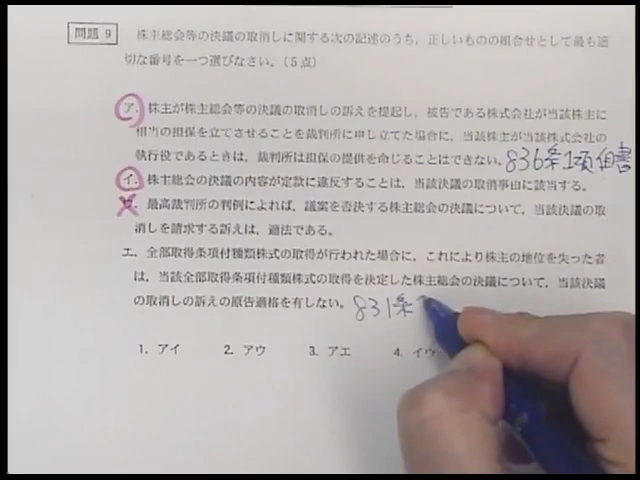 問題 9 株主総会等の決議の取消しに関する次の記述のうち，正しいものの組合せとして最も適
切な番号を一つ選びなさい。（5点）
ア．株主が株主総会等の決議の取消しの訴えを提起し，被告である株式会社が当該株主に
相当の担保を立てさせることを裁判所に申し立てた場合に，当該株主が当該株式会社の
執行役であるときは，裁判所は担保の提供を命じることはできない。 836条1項但書
イ．株主総会の決議の内容が定款に違反することは，当該決議の取消事由に該当する。
ウ．最高裁判所の判例によれば，議案を否決する株主総会の決議について，当該決議の取
消しを請求する訴えは，適法である。
エ．全部取得条項付種類株式の取得が行われた場合に，これにより株主の地位を失った者
は，当該全部取得条項付種類株式の取得を決定した株主総会の決議について，当該決議
の取消しの訴えの原告適格を有しない。 831条
1．アイ 2．アウ 3．アエ 4．イウ